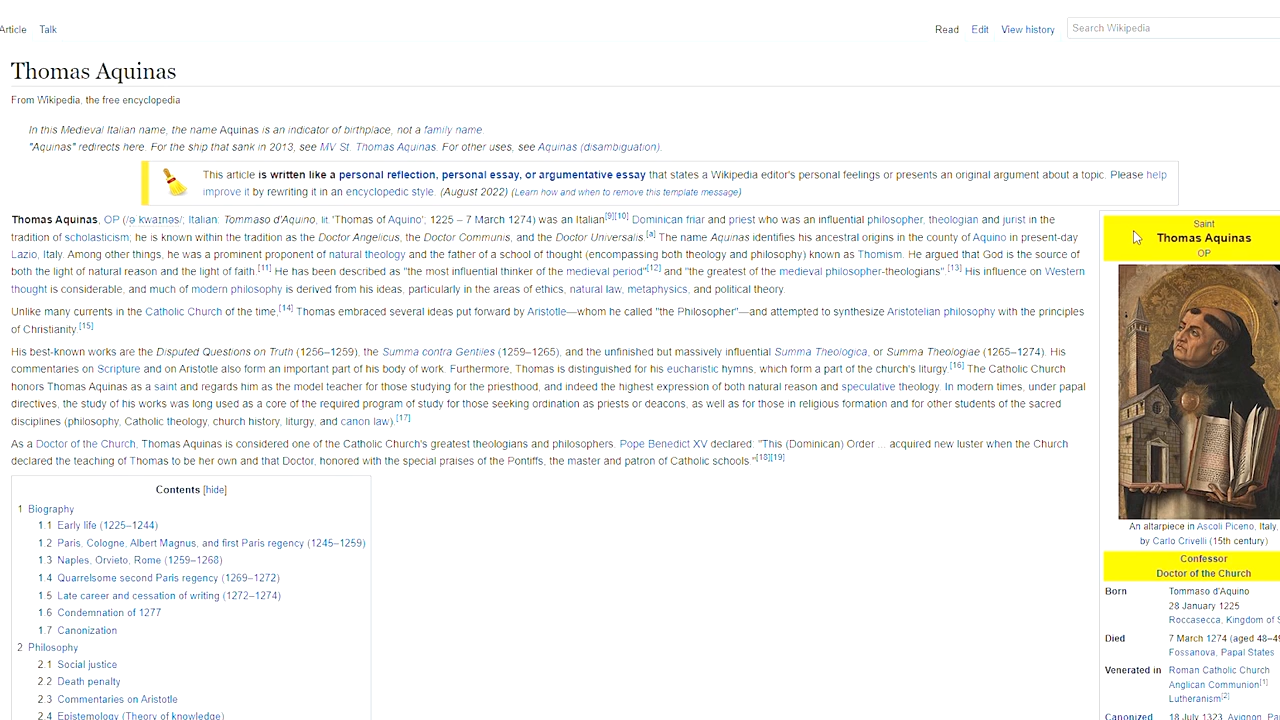 Article Talk Read Edit View history Search Wikipedia
Thomas Aquinas
From Wikipedia, the free encyclopedia
In this Medieval Italian name, the name Aquinas is an indicator of birthplace, not a family name.
"Aquinas" redirects here. For the ship that sank in 2013, see MV St. Thomas Aquinas. For other uses, see Aquinas (disambiguation).
This article is written like a personal reflection, personal essay, or argumentative essay that states a Wikipedia editor's personal feelings or presents an original argument about a topic. Please help
improve it by rewriting it in an encyclopedic style. (August 2022) (Learn how and when to remove this template message)
Thomas Aquinas, OP (/əˈkwaɪnəs/; Italian: Tommaso d'Aquino, lit. 'Thomas of Aquino'; 1225 – 7 March 1274) was an Italian[9][10] Dominican friar and priest who was an influential philosopher, theologian and jurist in the
tradition of scholasticism; he is known within the tradition as the Doctor Angelicus, the Doctor Communis, and the Doctor Universalis.[a] The name Aquinas identifies his ancestral origins in the county of Aquino in present-day
Lazio, Italy. Among other things, he was a prominent proponent of natural theology and the father of a school of thought (encompassing both theology and philosophy) known as Thomism. He argued that God is the source of
both the light of natural reason and the light of faith.[11] He has been described as "the most influential thinker of the medieval period"[12] and "the greatest of the medieval philosopher-theologians".[13] His influence on Western
thought is considerable, and much of modern philosophy is derived from his ideas, particularly in the areas of ethics, natural law, metaphysics, and political theory.
Unlike many currents in the Catholic Church of the time,[14] Thomas embraced several ideas put forward by Aristotle—whom he called "the Philosopher"—and attempted to synthesize Aristotelian philosophy with the principles
of Christianity.[15]
His best-known works are the Disputed Questions on Truth (1256–1259), the Summa contra Gentiles (1259–1265), and the unfinished but massively influential Summa Theologica, or Summa Theologiae (1265–1274). His
commentaries on Scripture and on Aristotle also form an important part of his body of work. Furthermore, Thomas is distinguished for his eucharistic hymns, which form a part of the church's liturgy.[16] The Catholic Church
honors Thomas Aquinas as a saint and regards him as the model teacher for those studying for the priesthood, and indeed the highest expression of both natural reason and speculative theology. In modern times, under papal
directives, the study of his works was long used as a core of the required program of study for those seeking ordination as priests or deacons, as well as for those in religious formation and for other students of the sacred
disciplines (philosophy, Catholic theology, church history, liturgy, and canon law).[17]
As a Doctor of the Church, Thomas Aquinas is considered one of the Catholic Church's greatest theologians and philosophers. Pope Benedict XV declared: "This (Dominican) Order ... acquired new luster when the Church
declared the teaching of Thomas to be her own and that Doctor, honored with the special praises of the Pontiffs, the master and patron of Catholic schools."[18][19]
Contents [hide]
1 Biography
1.1 Early life (1225–1244)
1.2 Paris, Cologne, Albert Magnus, and first Paris regency (1245–1259)
1.3 Naples, Orvieto, Rome (1259–1268)
1.4 Quarrelsome second Paris regency (1269–1272)
1.5 Late career and cessation of writing (1272–1274)
1.6 Condemnation of 1277
1.7 Canonization
2 Philosophy
2.1 Social justice
2.2 Death penalty
2.3 Commentaries on Aristotle
2.4 Epistemology (Theory of knowledge)
Saint
Thomas Aquinas
OP
An altarpiece in Ascoli Piceno, Italy,
by Carlo Crivelli (15th century)
Confessor
Doctor of the Church
Born Tommaso d'Aquino
28 January 1225
Roccasecca, Kingdom of S
Died 7 March 1274 (aged 48–49
Fossanova, Papal States
Venerated in Roman Catholic Church
Anglican Communion[1]
Lutheranism[2]
Canonized 18 July 1323, Avignon, Pa